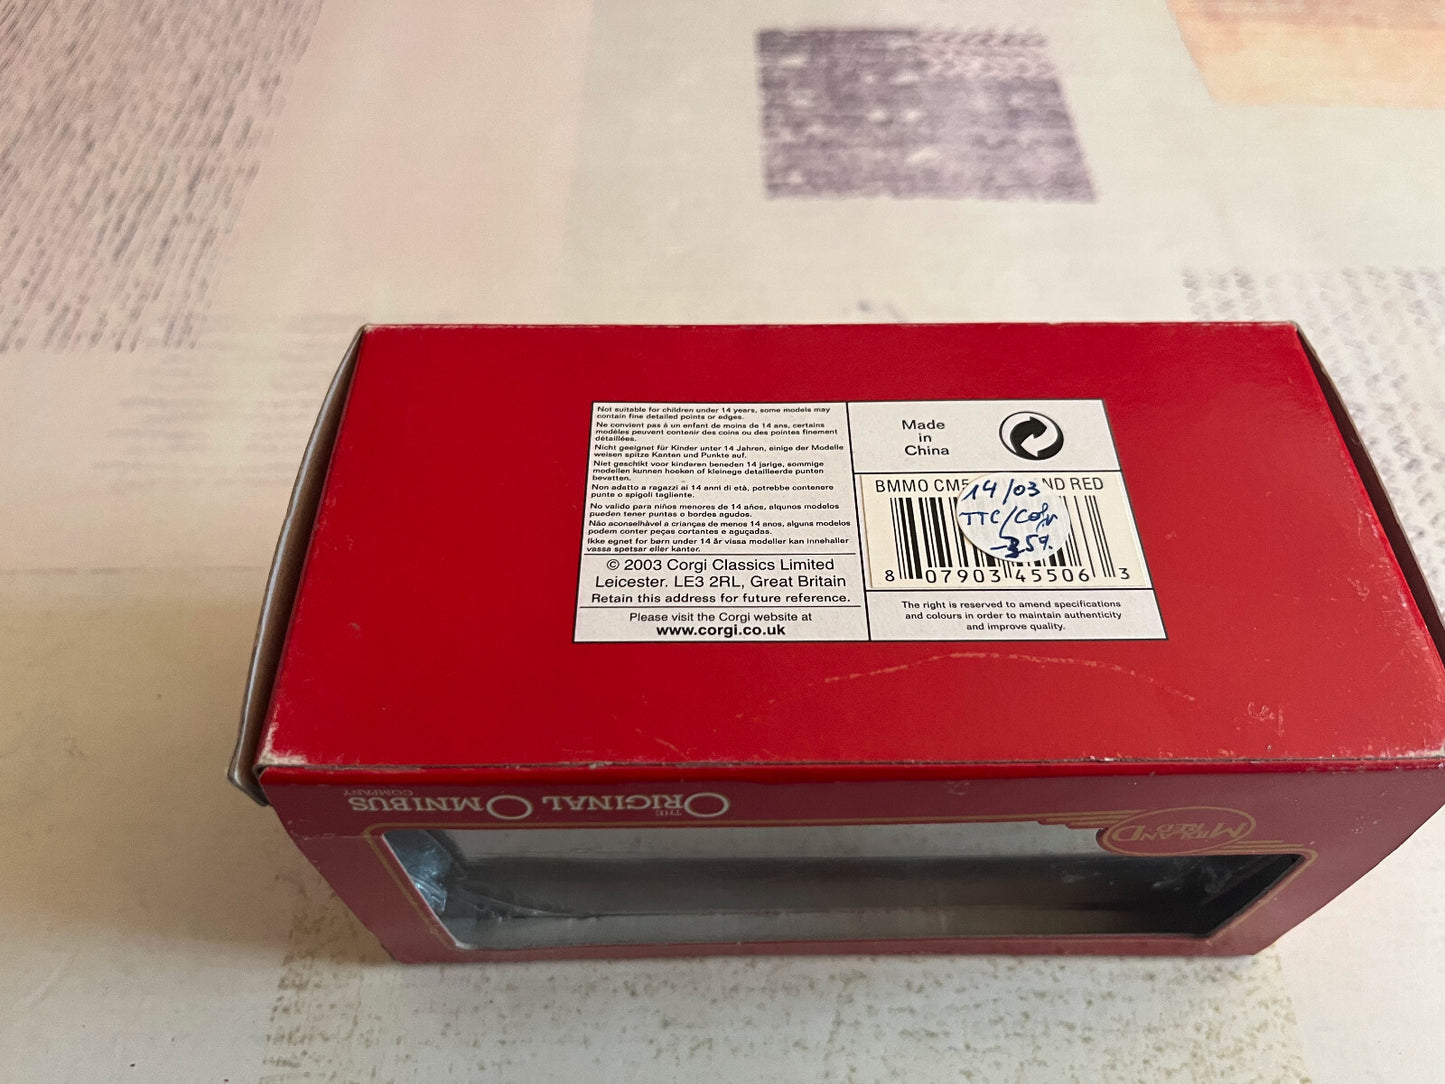 Not suitable for children under 14 years, some models may
contain fine detailed points or edges.
Ne convient pas à un enfant de moins de 14 ans, certains
modèles peuvent contenir des coins ou des pointes finement
détaillées.
Nicht geeignet für Kinder unter 14 Jahren, einige der Modelle
weisen spitze Kanten und Punkte auf.
Niet geschikt voor kinderen beneden 14 jarige, sommige
modellen kunnen hoeken of kleinege detailleerde punten
bevatten.
Non adatto a ragazzi ai 14 anni di età, potrebbe contenere
punte o spigoli tagliente.
No valido para niños menores de 14 años, algunos modelos
pueden tener puntas o bordes agudos.
Não aconselhável a crianças de menos 14 anos, alguns modelos
podem conter peças cortantes e aguçadas.
Ikke egnet for børn under 14 år vissa modeller kan innehaller
vassa spetsar eller kanter.
© 2003 Corgi Classics Limited
Leicester. LE3 2RL, Great Britain
Retain this address for future reference.
Please visit the Corgi website at
www.corgi.co.uk
Made
in
China
BMMO CM5 ND RED
14/03
TTC/
5%
8 07903 45506 3
The right is reserved to amend specifications
and colours in order to maintain authenticity
and improve quality.
THE
ORIGINAL OMNIBUS
COMPANY
MIDLAND
RED